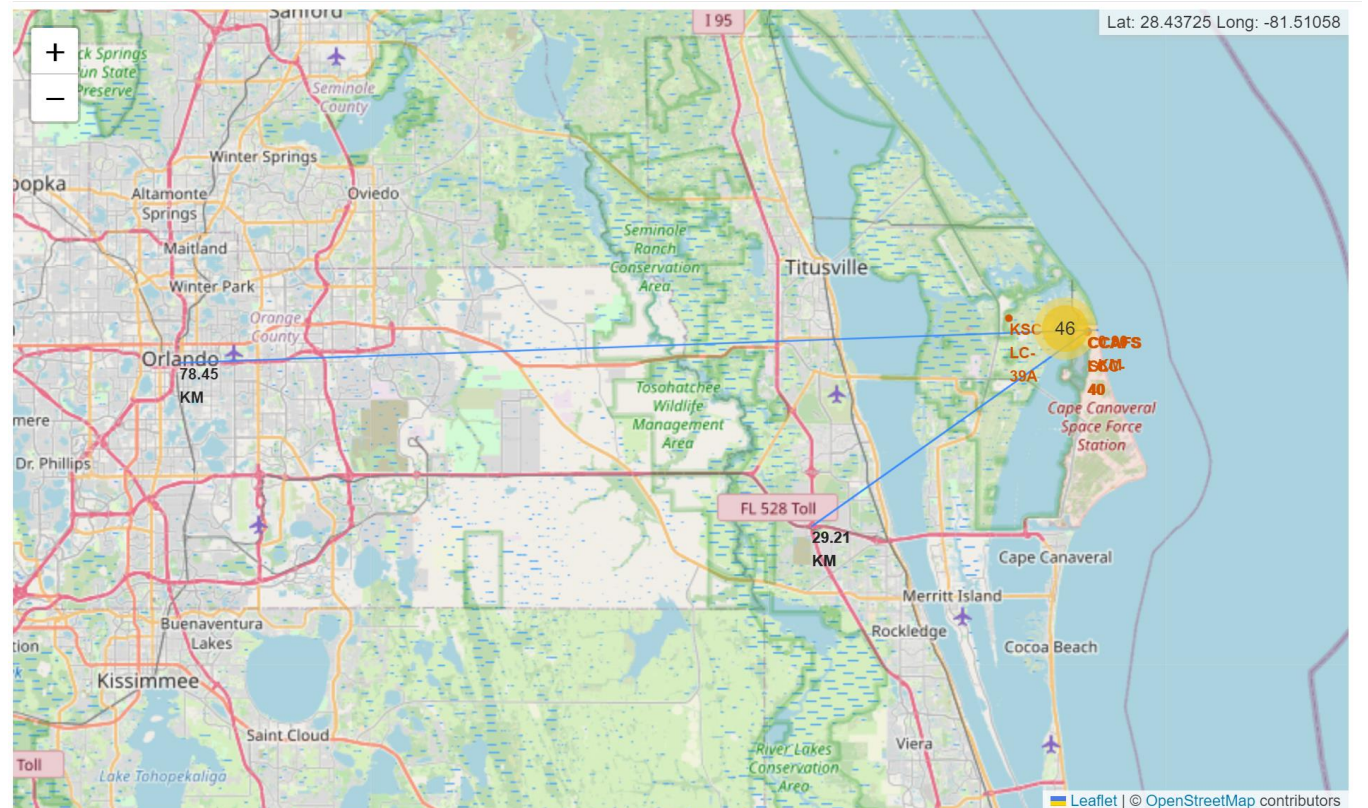 Sanford
I 95
Lat: 28.43725 Long: -81.51058
+
ck Springs
un State
Preserve
−
Seminole
County
Winter Springs
opka
Altamonte
Springs
Oviedo
Maitland
Seminole
Ranch
Conservation
Area
Titusville
Winter Park
Orange
County
KSC
LC-
39A
46
CCAFS
40
Orlando
78.45
KM
Tosohatchee
Wildlife
Management
Area
Cape Canaveral
Space Force
Station
mere
Dr. Phillips
FL 528 Toll
29.21
KM
Cape Canaveral
Merritt Island
Buenaventura
Lakes
Rockledge
tion
Cocoa Beach
Kissimmee
Saint Cloud
Viera
River Lakes
Conservation
Area
Toll
Lake Tohopekaliga
Leaflet | © OpenStreetMap contributors